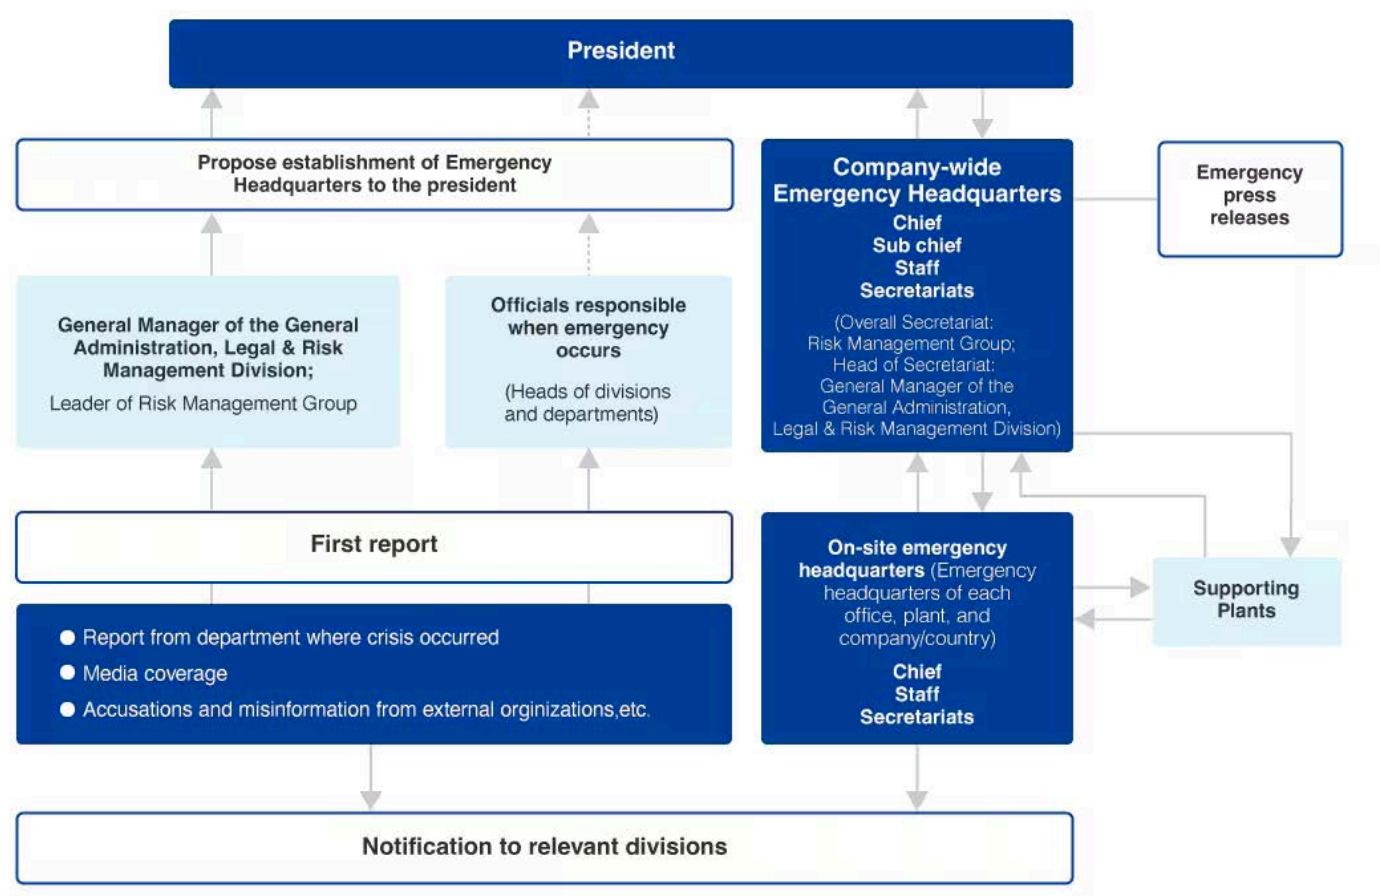 President
Propose establishment of Emergency
Headquarters to the president
General Manager of the General
Administration, Legal & Risk
Management Division;
Leader of Risk Management Group
Officials responsible
when emergency
occurs
(Heads of divisions
and departments)
First report
● Report from department where crisis occurred
● Media coverage
● Accusations and misinformation from external orginizations,etc.
Company-wide
Emergency Headquarters
Chief
Sub chief
Staff
Secretariats
(Overall Secretariat:
Risk Management Group;
Head of Secretariat:
General Manager of the
General Administration,
Legal & Risk Management Division)
Emergency
press
releases
On-site emergency
headquarters (Emergency
headquarters of each
office, plant, and
company/country)
Chief
Staff
Secretariats
Supporting
Plants
Notification to relevant divisions